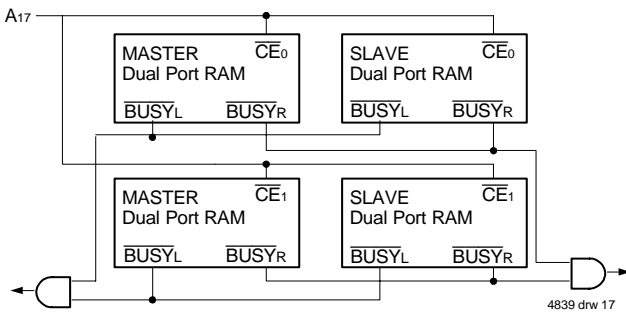 A17
MASTER CE0 SLAVE CE0
Dual Port RAM Dual Port RAM
BUSYL BUSYR BUSYL BUSYR
MASTER CE1 SLAVE CE1
Dual Port RAM Dual Port RAM
BUSYL BUSYR BUSYL BUSYR
4839 drw 17